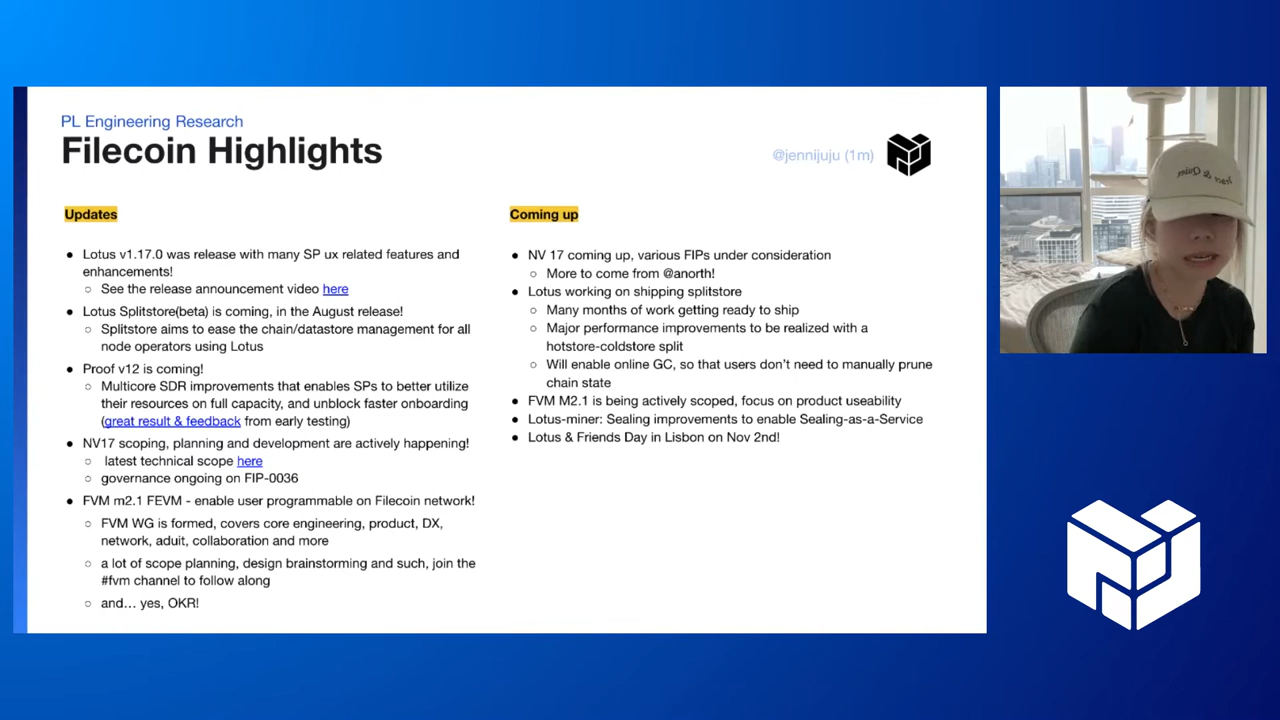 PL Engineering Research
Filecoin Highlights
@jennijuju (1m)
Updates
Lotus v1.17.0 was release with many SP ux related features and
enhancements!
See the release announcement video here
Lotus Splitstore(beta) is coming, in the August release!
Splitstore aims to ease the chain/datastore management for all
node operators using Lotus
Proof v12 is coming!
Multicore SDR improvements that enables SPs to better utilize
their resources on full capacity, and unblock faster onboarding
(great result & feedback from early testing)
NV17 scoping, planning and development are actively happening!
latest technical scope here
governance ongoing on FIP-0036
FVM m2.1 FEVM - enable user programmable on Filecoin network!
FVM WG is formed, covers core engineering, product, DX,
network, aduit, collaboration and more
a lot of scope planning, design brainstorming and such, join the
#fvm channel to follow along
and… yes, OKR!
Coming up
NV 17 coming up, various FIPs under consideration
More to come from @anorth!
Lotus working on shipping splitstore
Many months of work getting ready to ship
Major performance improvements to be realized with a
hotstore-coldstore split
Will enable online GC, so that users don’t need to manually prune
chain state
FVM M2.1 is being actively scoped, focus on product useability
Lotus-miner: Sealing improvements to enable Sealing-as-a-Service
Lotus & Friends Day in Lisbon on Nov 2nd!